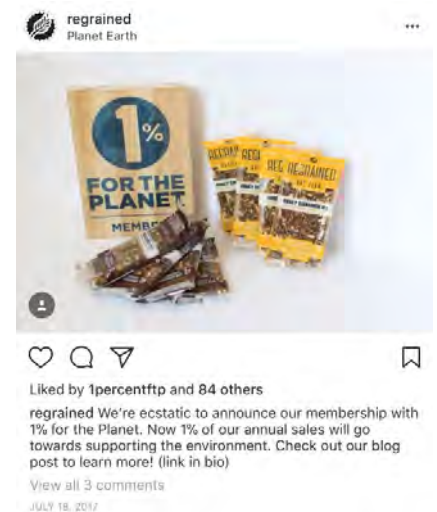 regrained
Planet Earth
1%
FOR THE
PLANET
MEMBE
REGRAINED
Liked by 1percentftp and 84 others
regrained We're ecstatic to announce our membership with
1% for the Planet. Now 1% of our annual sales will go
towards supporting the environment. Check out our blog
post to learn more! (link in bio)
View all 3 comments
JULY 18, 2017